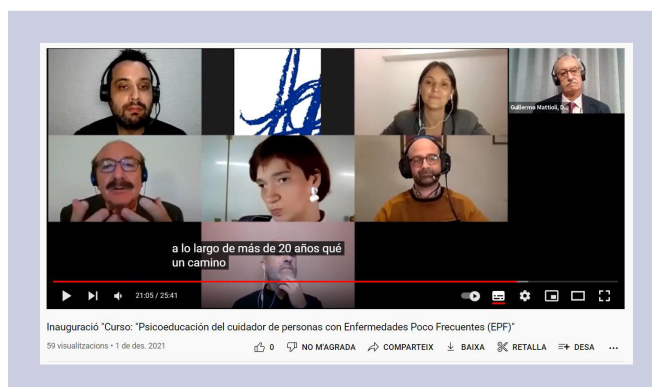 Guillermo Mattioli, D...
a lo largo de más de 20 años qué
un camino
21:05 / 25:41
Inauguració "Curso: "Psicoeducación del cuidador de personas con Enfermedades Poco Frecuentes (EPF)"
59 visualitzacions • 1 de des. 2021
0 NO M'AGRADA COMPARTEIX BAIXA RETALLA DESA ...